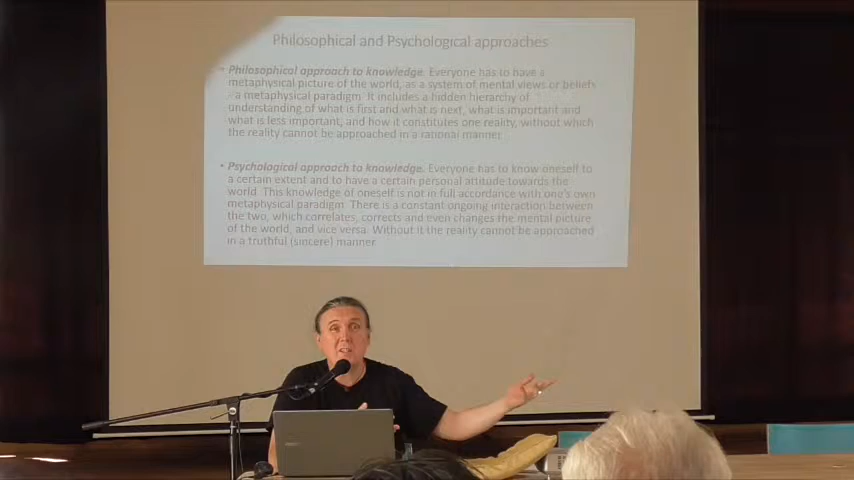 Philosophical and Psychological approaches
• Philosophical approach to knowledge. Everyone has to have a
metaphysical picture of the world, as a system of mental views or beliefs
- a metaphysical paradigm. It includes a hidden hierarchy of
understanding of what is first and what is next, what is important and
what is less important, and how it constitutes one reality, without which
the reality cannot be approached in a rational manner.
• Psychological approach to knowledge. Everyone has to know oneself to
a certain extent and to have a certain personal attitude towards the
world. This knowledge of oneself is not in full accordance with one's own
metaphysical paradigm. There is a constant ongoing interaction between
the two, which correlates, corrects and even changes the mental picture
of the world, and vice versa. Without it the reality cannot be approached
in a truthful (sincere) manner.